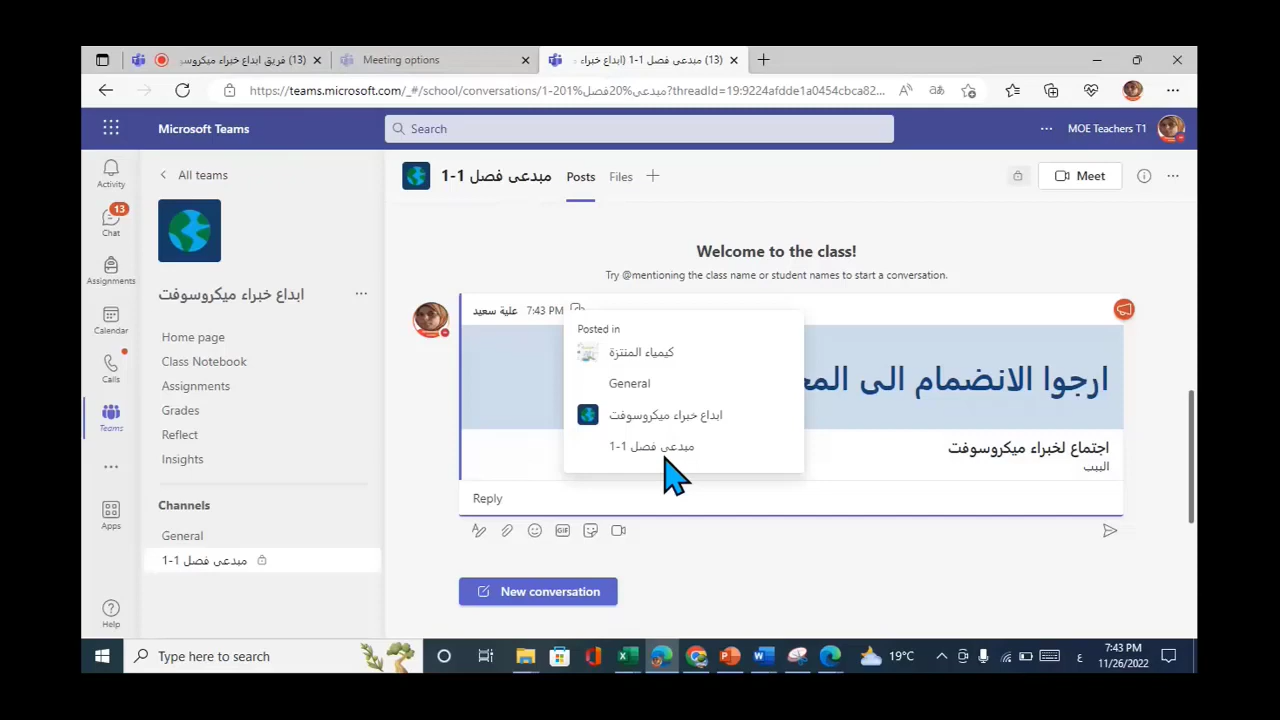 (13) فريق ابداع خبراء ميكروسو
Meeting options
(13) مبدعى فصل 1-1 (ابداع خبراء
https://teams.microsoft.com/_#/school/conversations/مبدعى%20فصل%201-1?threadId=19:9224afdde1a0454cbca82...
Microsoft Teams
Search
MOE Teachers T1
Activity
Chat
13
Assignments
Calendar
Calls
Teams
Apps
Help
All teams
ابداع خبراء ميكروسوفت
Home page
Class Notebook
Assignments
Grades
Reflect
Insights
Channels
General
مبدعى فصل 1-1
مبدعى فصل 1-1
Posts
Files
Meet
Welcome to the class!
Try @mentioning the class name or student names to start a conversation.
علية سعيد 7:43 PM
Posted in
كيمياء المنتزة
General
ابداع خبراء ميكروسوفت
مبدعى فصل 1-1
ارجوا الانضمام الى
اجتماع لخبراء ميكروسوفت
البيب
Reply
GIF
New conversation
Type here to search
19°C
ع
7:43 PM
11/26/2022